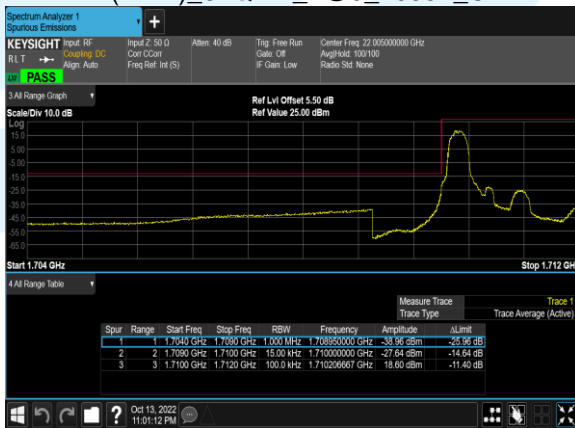 Spectrum Analyzer 1
Spurious Emissions
KEYSIGHT Input: RF Input Z: 50 Ω Atten: 40 dB Trig: Free Run Center Freq: 22.005000000 GHz
RLT Coupling: DC Corr CCorr Gate: Off Avg|Hold: 100/100
Align: Auto Freq Ref: Int (S) IF Gain: Low Radio Std: None
LXI PASS
3 All Range Graph
Ref Lvl Offset 5.50 dB
Scale/Div 10.0 dB Ref Value 25.00 dBm
Log
15.0
5.00
-5.00
-15.0
-25.0
-35.0
-45.0
-55.0
-65.0
Start 1.704 GHz Stop 1.712 GH
4 All Range Table
Measure Trace Trace 1
Trace Type Trace Average (Active)
Spur Range Start Freq Stop Freq RBW Frequency Amplitude ΔLimit
1 1 1.7040 GHz 1.7090 GHz 1.000 MHz 1.708950000 GHz -38.96 dBm -25.96 dB
2 2 1.7090 GHz 1.7100 GHz 15.00 kHz 1.710000000 GHz -27.64 dBm -14.64 dB
3 3 1.7100 GHz 1.7120 GHz 100.0 kHz 1.710206667 GHz 18.60 dBm -11.40 dB
? Oct 13, 2022
11:01:12 PM